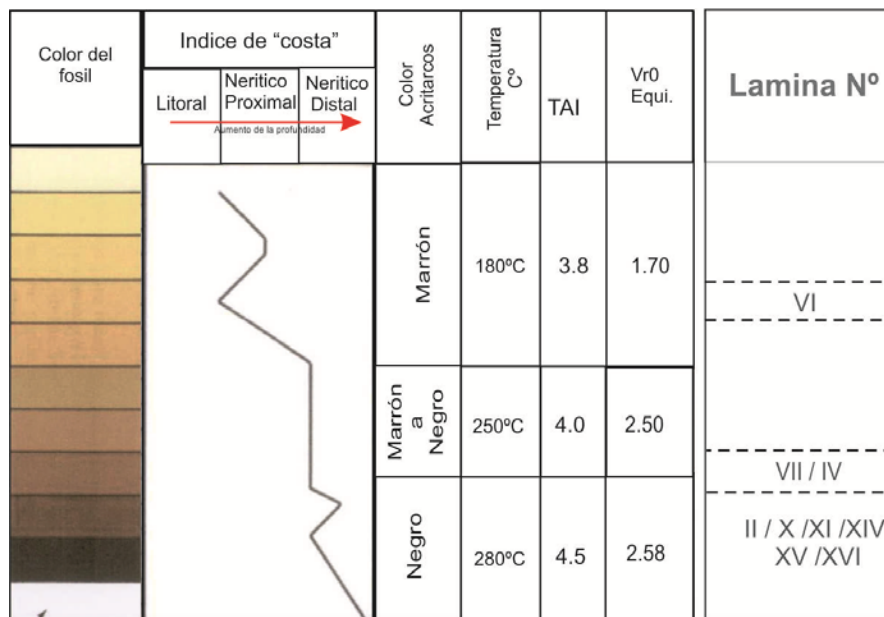 Color del
fosil
Indice de “costa”
Litoral
Neritico
Proximal
Neritico
Distal
Aumento de la profundidad
Color
Acritarcos
Temperatura
Cº
TAI
Vr0
Equi.
Lamina Nº
Marrón
180ºC
3.8
1.70
VI
Marrón
a
Negro
250ºC
4.0
2.50
VII / IV
Negro
280ºC
4.5
2.58
II / X /XI /XIV
XV /XVI